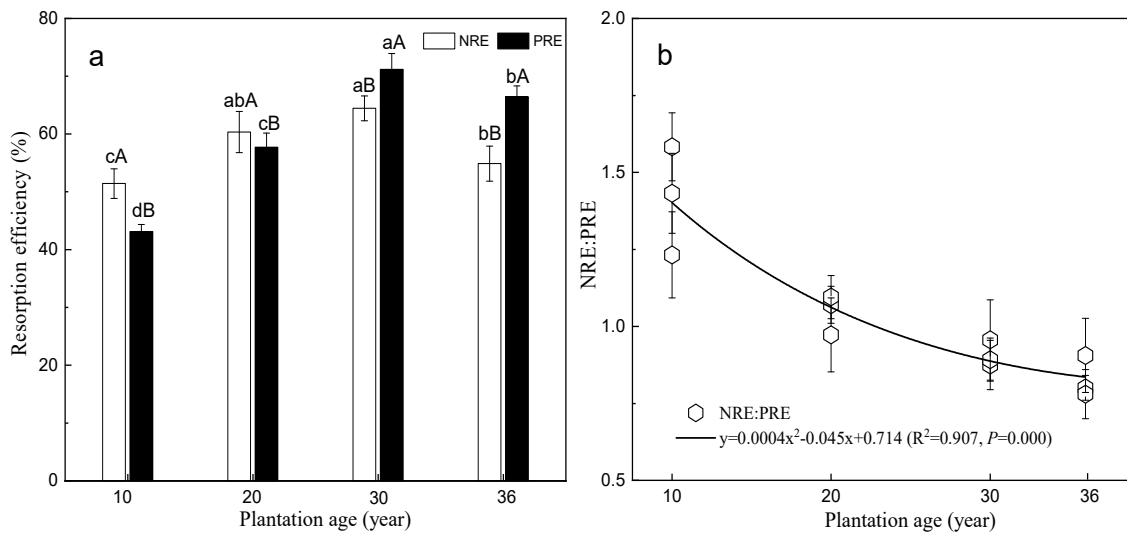 a
NRE PRE
80
60
40
20
0
Resorption efficiency (%)
cA
dB
abA
cB
aB
aA
bB
bA
10 20 30 36
Plantation age (year)
b
2.0
1.5
1.0
0.5
NRE:PRE
NRE:PRE
y=0.0004x²-0.045x+0.714 (R²=0.907, P=0.000)
10 20 30 36
Plantation age (year)